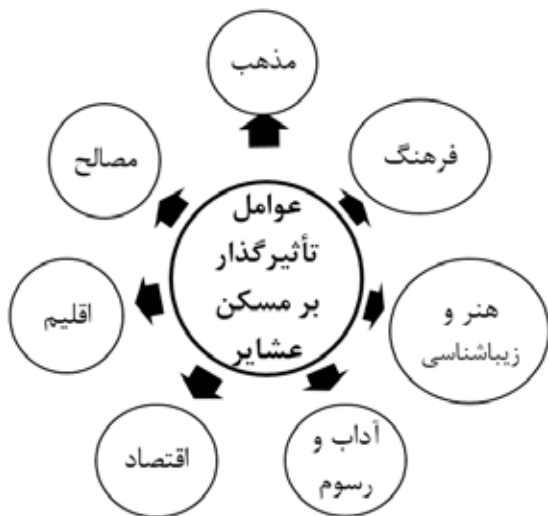 مذهب
فرهنگ
مصالح
عوامل
تأثیرگذار
بر مسکن
عشایر
هنر و
زیباشناسی
اقلیم
آداب و
رسوم
اقتصاد